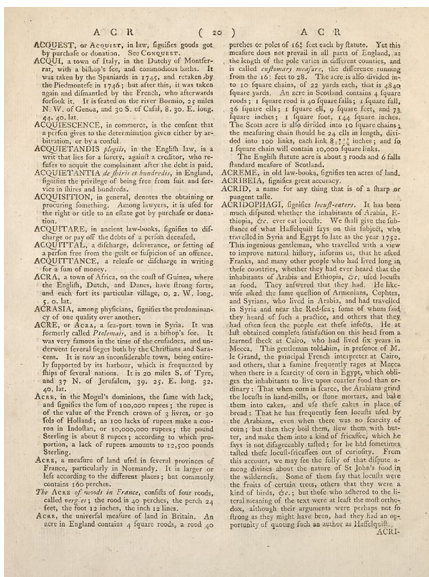 A C R ( 20 ) A C R
ACQUEST, or ACQUIST, in law, signifies goods got
by purchase or donation. See CONQUEST.
ACQUI, a town of Italy, in the Dutchy of Montfer-
rat, with a bishop's see, and commodious baths. It
was taken by the Spaniards in 1745, and retaken by
the Piedmontese in 1746; but after this, it was taken
again and dismantled by the French, who afterwards
forsook it. It is seated on the river Bormio, 25 miles
N. W. of Genoa, and 30 S. of Casal, 8. 30. E. long.
44. 40. lat.
ACQUIESCENCE, in commerce, is the consent that
a person gives to the determination given either by ar-
bitration, or by a consul.
ACQUIETANDIS plegiis, in the English law, is a
writ that lies for a surety, against a creditor, who re-
fuses to acquit the complainant after the debt is paid.
ACQUIETANTIA de shiris et hundredis, in England,
signifies the privilege of being free from suit and ser-
vice in shires and hundreds.
ACQUISITION, in general, denotes the obtaining or
procuring something. Among lawyers, it is used for
the right or title to an estate got by purchase or dona-
tion.
ACQUITARE, in ancient law-books, signifies to dis-
charge or pay off the debts of a person deceased.
ACQUITTAL, a discharge, deliverance, or setting of
a person free from the guilt or suspicion of an offence.
ACQUITTANCE, a release or discharge in writing
for a sum of money.
ACRA, a town of Africa, on the coast of Guinea, where
the English, Dutch, and Danes, have strong forts,
and each fort its particular village, 0. 2. W. long.
5. 0. lat.
ACRASIA, among physicians, signifies the predominan-
cy of one quality over another.
ACRE, or ACRA, a sea-port town in Syria. It was
formerly called Ptolemais, and is a bishop's see. It
was very famous in the time of the crusadoes, and un-
derwent several sieges both by the Christians and Sara-
cens. It is now an inconsiderable town, being entire-
ly supported by its harbour, which is frequented by
ships of several nations. It is 20 miles S. of Tyre,
and 37 N. of Jerusalem, 39. 25. E. long. 32.
40. lat.
ACRE, in the Mogul's dominions, the same with lack,
and signifies the sum of 100,000 rupees; the rupee is
of the value of the French crown of 3 livres, or 30
sols of Holland; an 100 lacks of rupees make a cou-
ron in Indostan, or 10,000,000 rupees; the pound
Sterling is about 8 rupees; according to which pro-
portion, a lack of rupees amounts to 12,500 pounds
Sterling.
ACRE, a measure of land used in several provinces of
France, particularly in Normandy. It is larger or
less according to the different places; but commonly
contains 160 perches.
The ACRE of woods in France, consists of four roods,
called vergees; the rood is 40 perches, the perch 24
feet, the foot 12 inches, the inch 12 lines.
ACRE, the universal measure of land in Britain. An
acre in England contains 4 square roods, a rood 40
perches or poles of 16½ feet each by statute. Yet this
measure does not prevail in all parts of England, as
the length of the pole varies in different counties, and
is called customary measure, the difference running
from the 16½ feet to 28. The acre is also divided in-
to 10 square chains, of 22 yards each, that is 4840
square yards. An acre in Scotland contains 4 square
roods; 1 square rood is 40 square falls; 1 square fall,
36 square ells; 1 square ell, 9 square feet, and 73
square inches; 1 square foot, 144 square inches.
The Scots acre is also divided into 10 square chains;
the measuring chain should be 24 ells in length, divi-
ded into 100 links, each link inches; and so
1 square chain will contain 10,000 square links.
The English statute acre is about 3 roods and 6 falls
standard measure of Scotland.
ACREME, in old law-books, signifies ten acres of land.
ACRIBEIA, signifies great accuracy.
ACRID, a name for any thing that is of a sharp or
pungent taste.
ACRIDOPHAGI, signifies locust-eaters. It has been
much disputed whether the inhabitants of Arabia, E-
thiopia, &c. ever eat locusts. We shall give the sub-
stance of what Hasselquist says on this subject, who
travelled in Syria and Egypt so late as the year 1752.
This ingenious gentleman, who travelled with a view
to improve natural history, informs us, that he asked
Franks, and many other people who had lived long in
these countries, whether they had ever heard that the
inhabitants of Arabia and Ethiopia, &c. used locusts
as food. They answered that they had. He like-
wise asked the same question of Armenians, Cophtes,
and Syrians, who lived in Arabia, and had travelled
in Syria and near the Red-sea; some of whom said,
they heard of such a practice, and others that they
had often seen the people eat these insects. He at
last obtained complete satisfaction on this head from a
learned sheck at Cairo, who had lived six years in
Mecca. This gentleman told him, in presence of M.
le Grand, the principal French interpreter at Cairo,
and others, that a famine frequently rages at Mecca
when there is a scarcity of corn in Egypt, which obli-
ges the inhabitants to live upon coarser food than or-
dinary: That when corn is scarce, the Arabians grind
the locusts in hand-mills, or stone mortars, and bake
them into cakes, and use these cakes in place of
bread: That he has frequently seen locusts used by
the Arabians, even when there was no scarcity of
corn; but then they boil them, stew them with but-
ter, and make them into a kind of fricassee, which he
says is not disagreeably tasted; for he had sometimes
tasted these locust-fricassees out of curiosity. From
this account, we may see the folly of that dispute a-
mong divines about the nature of St John's food in
the wilderness. Some of them say that locusts were
the fruits of certain trees, others that they were a
kind of birds, &c.; but those who adhered to the li-
teral meaning of the text were at least the most ortho-
dox, although their arguments were perhaps not so
strong as they might have been, had they had an op-
portunity of quoting such an author as Hasselquist.
ACRI-